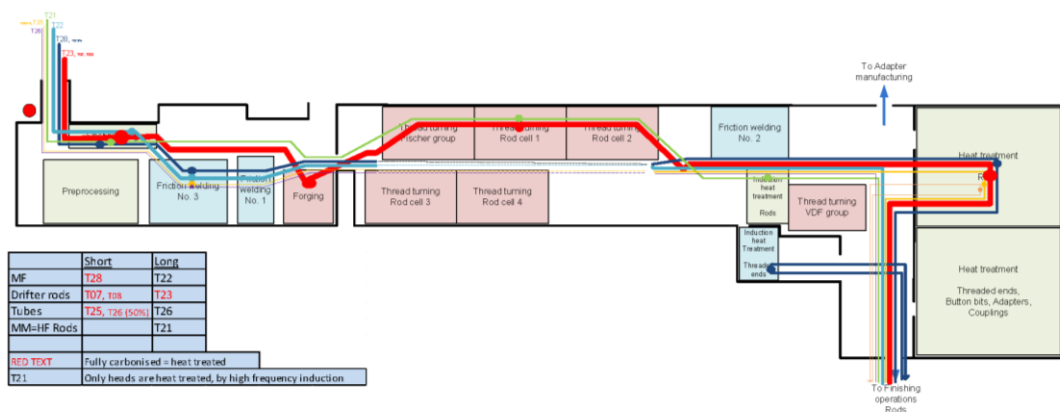 T21
T25
T22
T26
T28,
T23,
To Adapter
manufacturing
Thread turning
Fischer group
Thread turning
Rod cell 1
Thread turning
Rod cell 2
Friction welding
No. 2
Heat treatment
Preprocessing
Friction welding
No. 3
Friction
welding
No. 1
Forging
Thread turning
Rod cell 3
Thread turning
Rod cell 4
Induction
heat
treatment
Rods
Thread turning
VDF group
Induction
heat
Treatment
Threaded
ends
Heat treatment
Threaded ends,
Button bits, Adapters,
Couplings
Short Long
MF T28 T22
Drifter rods T07, T08 T23
Tubes T25, T26 (50%) T26
MM=HF Rods T21
RED TEXT Fully carbonised = heat treated
T21 Only heads are heat treated, by high frequency induction
To Finishing
operations
Rods